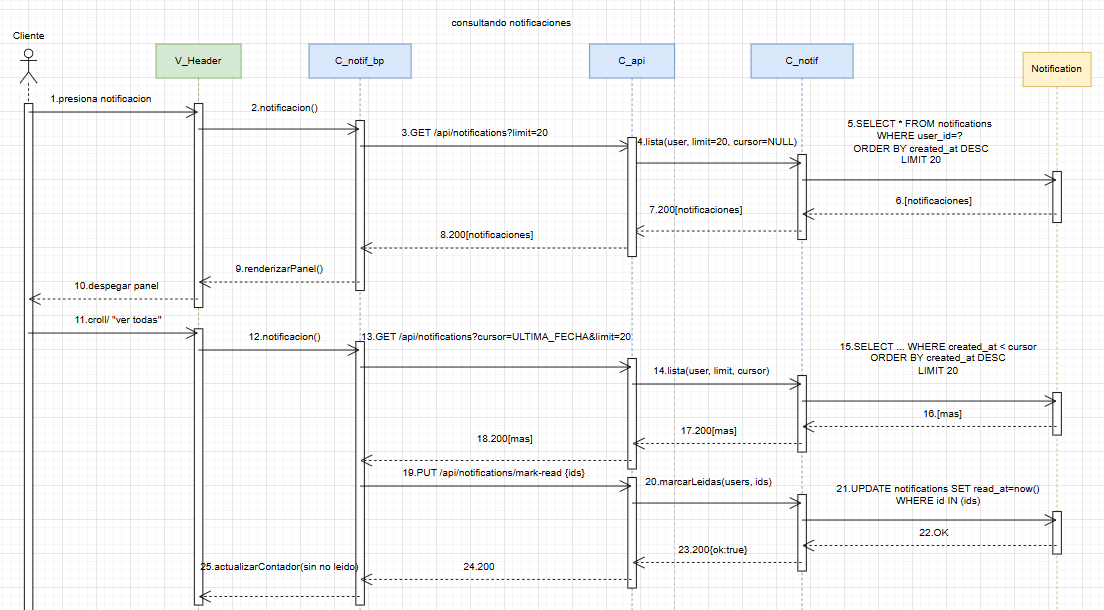 consultando notificaciones
Cliente
V_Header
C_notif_bp
C_api
C_notif
Notification
1.presiona notificacion
2.notificacion()
3.GET /api/notifications?limit=20
4.lista(user, limit=20, cursor=NULL)
5.SELECT * FROM notifications
WHERE user_id=?
ORDER BY created_at DESC
LIMIT 20
6.[notificaciones]
7.200[notificaciones]
8.200[notificaciones]
9.renderizarPanel()
10.despegar panel
11.croll/ "ver todas"
12.notificacion()
13.GET /api/notifications?cursor=ULTIMA_FECHA&limit=20
14.lista(user, limit, cursor)
15.SELECT ... WHERE created_at < cursor
ORDER BY created_at DESC
LIMIT 20
16.[mas]
17.200[mas]
18.200[mas]
19.PUT /api/notifications/mark-read {ids}
20.marcarLeidas(users, ids)
21.UPDATE notifications SET read_at=now()
WHERE id IN (ids)
22.OK
23.200{ok:true}
24.200
25.actualizarContador(sin no leido)